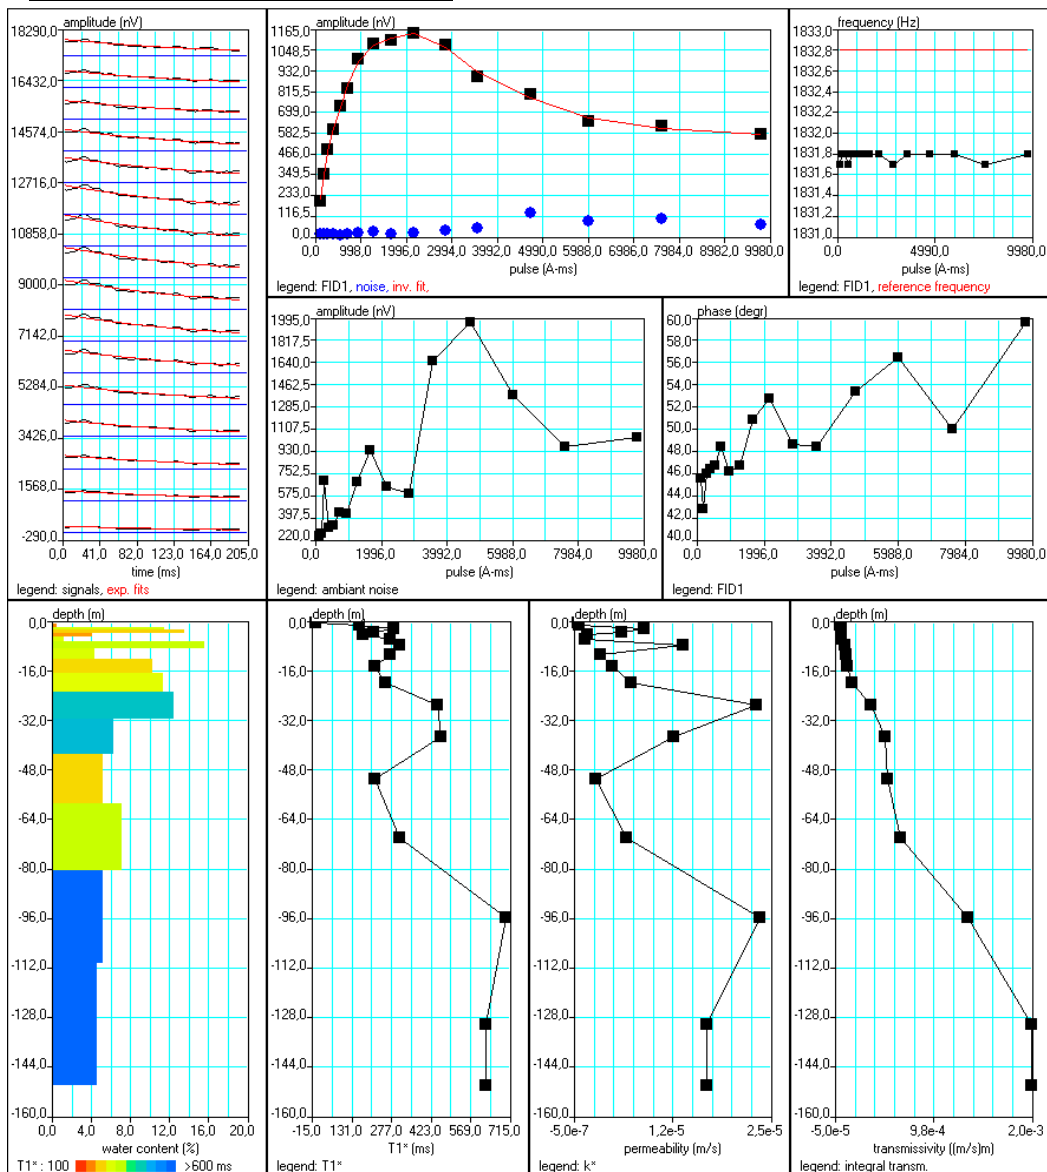 amplitude (nV)
18290,0
16432,0
14574,0
12716,0
10858,0
9000,0
7142,0
5284,0
3426,0
1568,0
-290,0
0,0 41,0 82,0 123,0 164,0 205,0
time (ms)
legend: signals, exp. fits
amplitude (nV)
1165,0
1048,5
932,0
815,5
699,0
582,5
466,0
349,5
233,0
116,5
0,0
0,0 998,0 1996,0 2994,0 3992,0 4990,0 5988,0 6986,0 7984,0 8982,0 9980,0
pulse (A-ms)
legend: FID1, noise, inv. fit,
frequency (Hz)
1833,0
1832,8
1832,6
1832,4
1832,2
1832,0
1831,8
1831,6
1831,4
1831,2
1831,0
0,0 4990,0 9980,0
pulse (A-ms)
legend: FID1, reference frequency
amplitude (nV)
1995,0
1817,5
1640,0
1462,5
1285,0
1107,5
930,0
752,5
575,0
397,5
220,0
0,0 1996,0 3992,0 5988,0 7984,0 9980,0
pulse (A-ms)
legend: ambiant noise
phase (degr)
60,0
58,0
56,0
54,0
52,0
50,0
48,0
46,0
44,0
42,0
40,0
0,0 1996,0 3992,0 5988,0 7984,0 9980,0
pulse (A-ms)
legend: FID1
depth (m)
0,0
-16,0
-32,0
-48,0
-64,0
-80,0
-96,0
-112,0
-128,0
-144,0
-160,0
0,0 4,0 8,0 12,0 16,0 20,0
water content (%)
T1* : 100 >600 ms
depth (m)
0,0
-16,0
-32,0
-48,0
-64,0
-80,0
-96,0
-112,0
-128,0
-144,0
-160,0
-15,0 131,0 277,0 423,0 569,0 715,0
T1* (ms)
legend: T1*
depth (m)
0,0
-16,0
-32,0
-48,0
-64,0
-80,0
-96,0
-112,0
-128,0
-144,0
-160,0
-5,0e-7 1,2e-5 2,5e-5
permeability (m/s)
legend: k*
depth (m)
0,0
-16,0
-32,0
-48,0
-64,0
-80,0
-96,0
-112,0
-128,0
-144,0
-160,0
-5,0e-5 9,8e-4 2,0e-3
transmissivity ((m/s)m)
legend: integral transm.